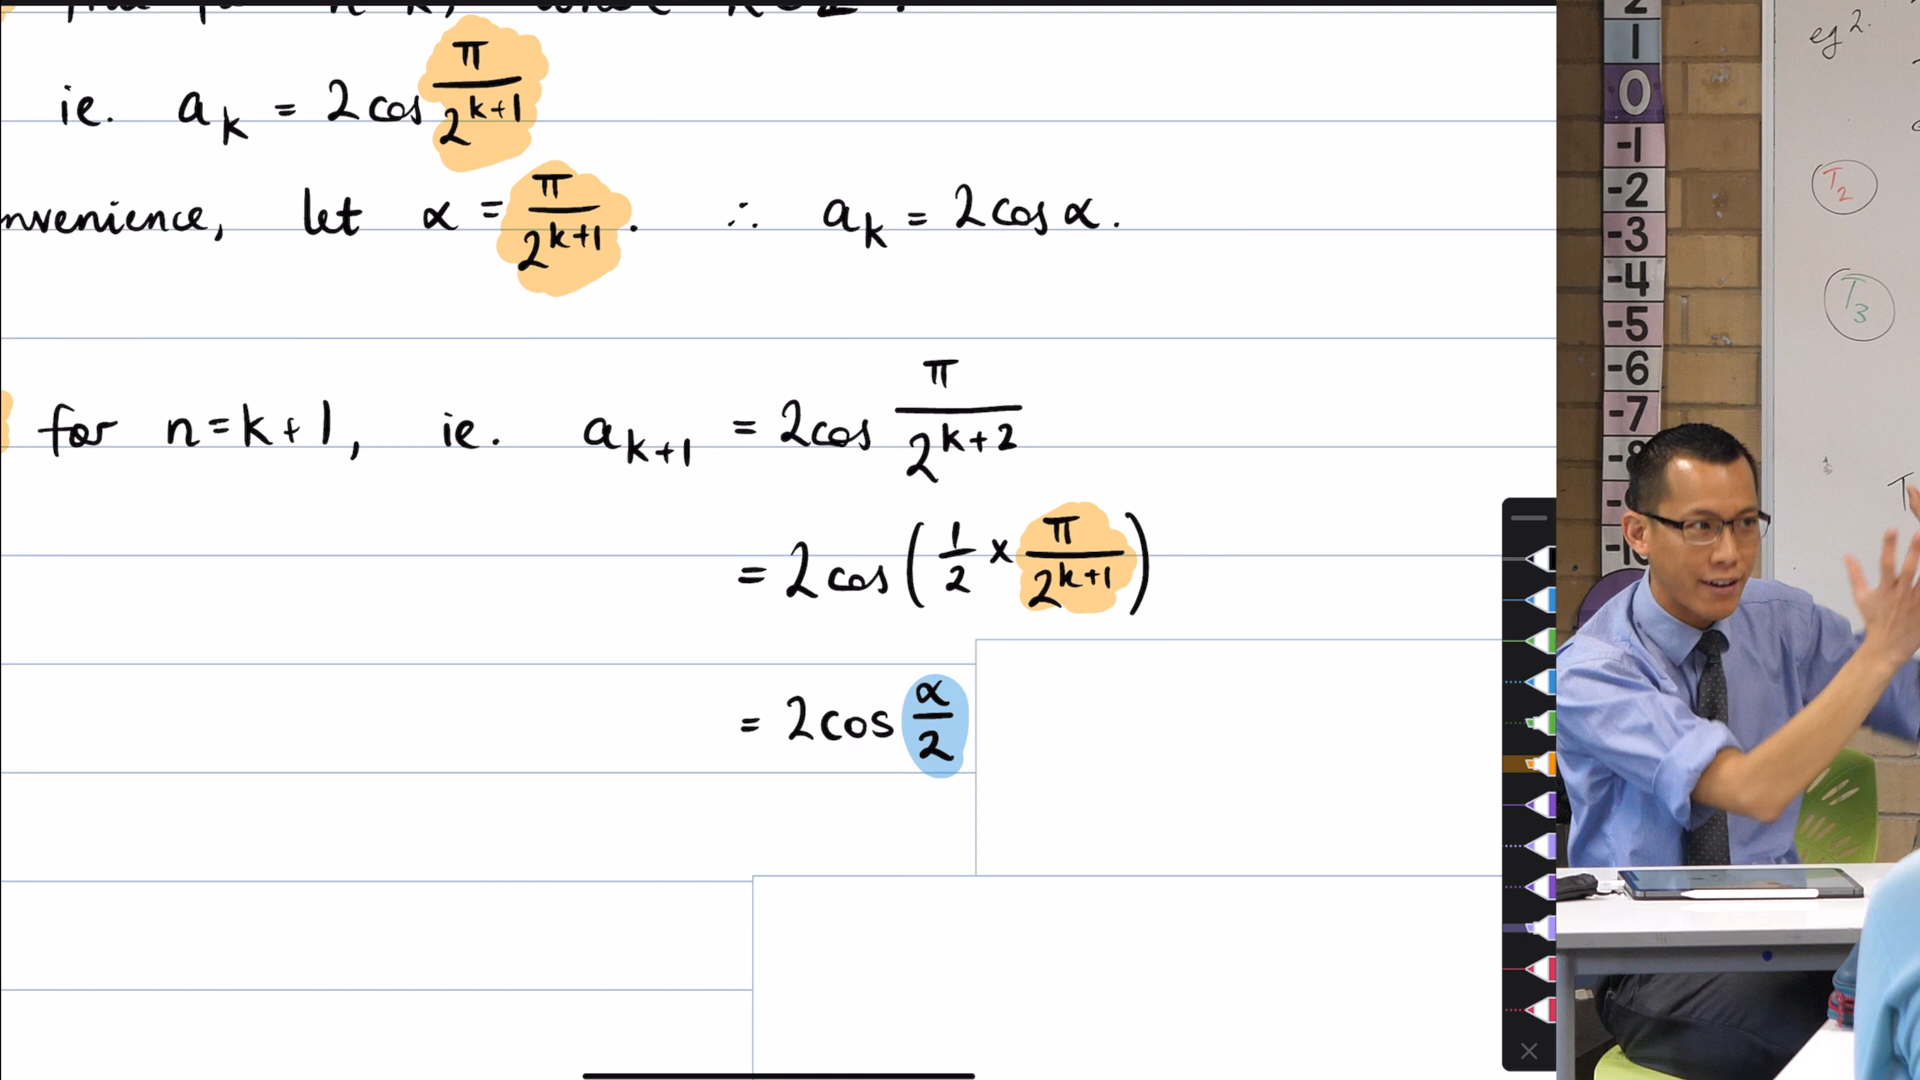 ie. a_k = 2cos π/2^(k+1)
nvenience, let α = π/2^(k+1). ∴ a_k = 2cos α.
for n=k+1, ie. a_(k+1) = 2cos π/2^(k+2)
= 2cos(1/2 × π/2^(k+1))
= 2cos α/2
2
1
0
-1
-2
-3
-4
-5
-6
-7
-8
eg 2.
T_2
T_3
T